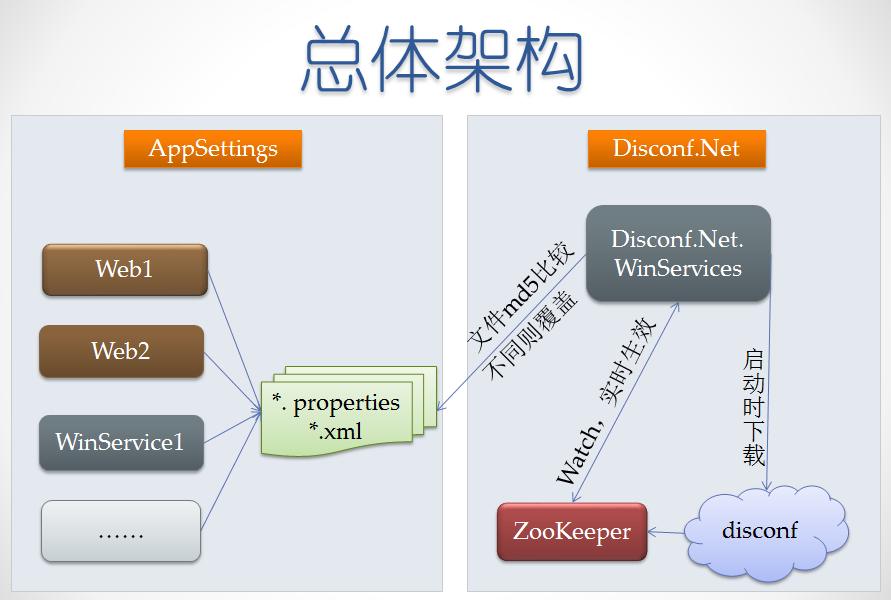 总体架构
AppSettings
Web1
Web2
WinService1
……
*. properties
*.xml
文件md5比较
不同则覆盖
Disconf.Net
Disconf.Net.
WinServices
Watch，实时生效
启动时下载
ZooKeeper
disconf